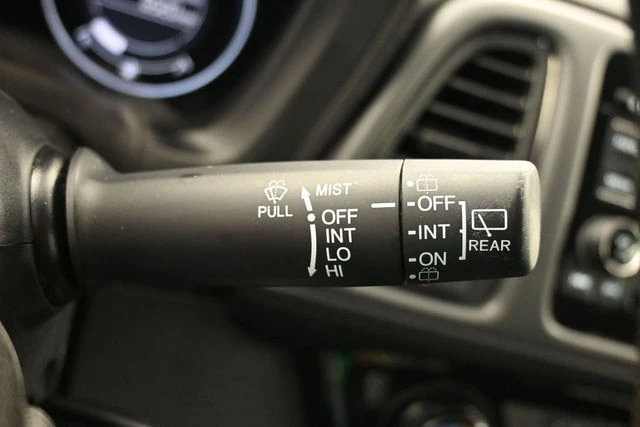 MIST
PULL
OFF
INT
LO
HI
OFF
INT
ON
REAR